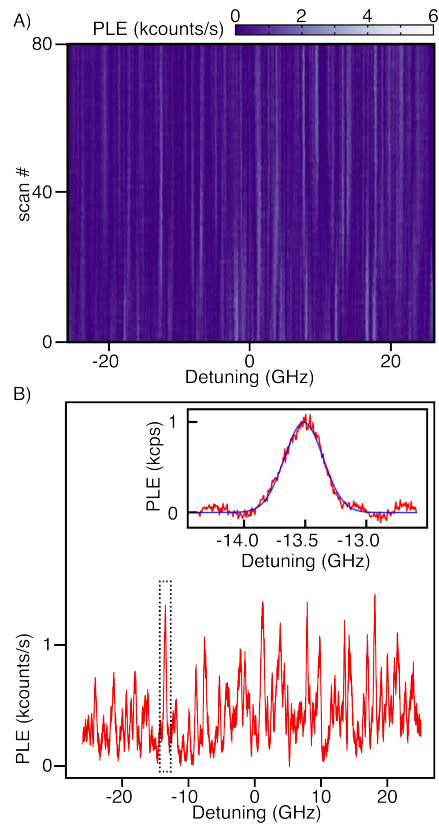 A)
PLE (kcounts/s)
0 2 4 6
80
40
0
scan #
-20 0 20
Detuning (GHz)
B)
1
0
PLE (kcps)
-14.0 -13.5 -13.0
Detuning (GHz)
1
0
PLE (kcounts/s)
-20 -10 0 10 20
Detuning (GHz)